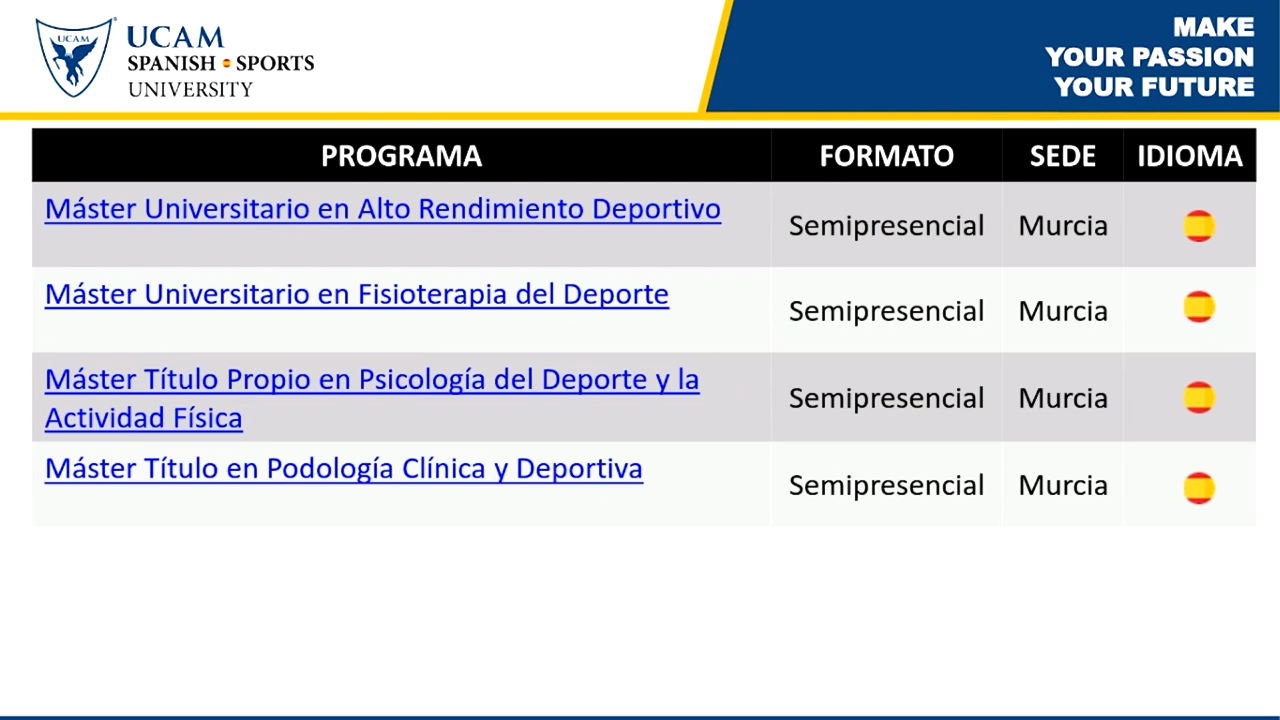 UCAM
UCAM
SPANISH SPORTS
UNIVERSITY
MAKE
YOUR PASSION
YOUR FUTURE
PROGRAMA FORMATO SEDE IDIOMA
Máster Universitario en Alto Rendimiento Deportivo
Semipresencial Murcia
Máster Universitario en Fisioterapia del Deporte
Semipresencial Murcia
Máster Título Propio en Psicología del Deporte y la
Actividad Física
Semipresencial Murcia
Máster Título en Podología Clínica y Deportiva
Semipresencial Murcia